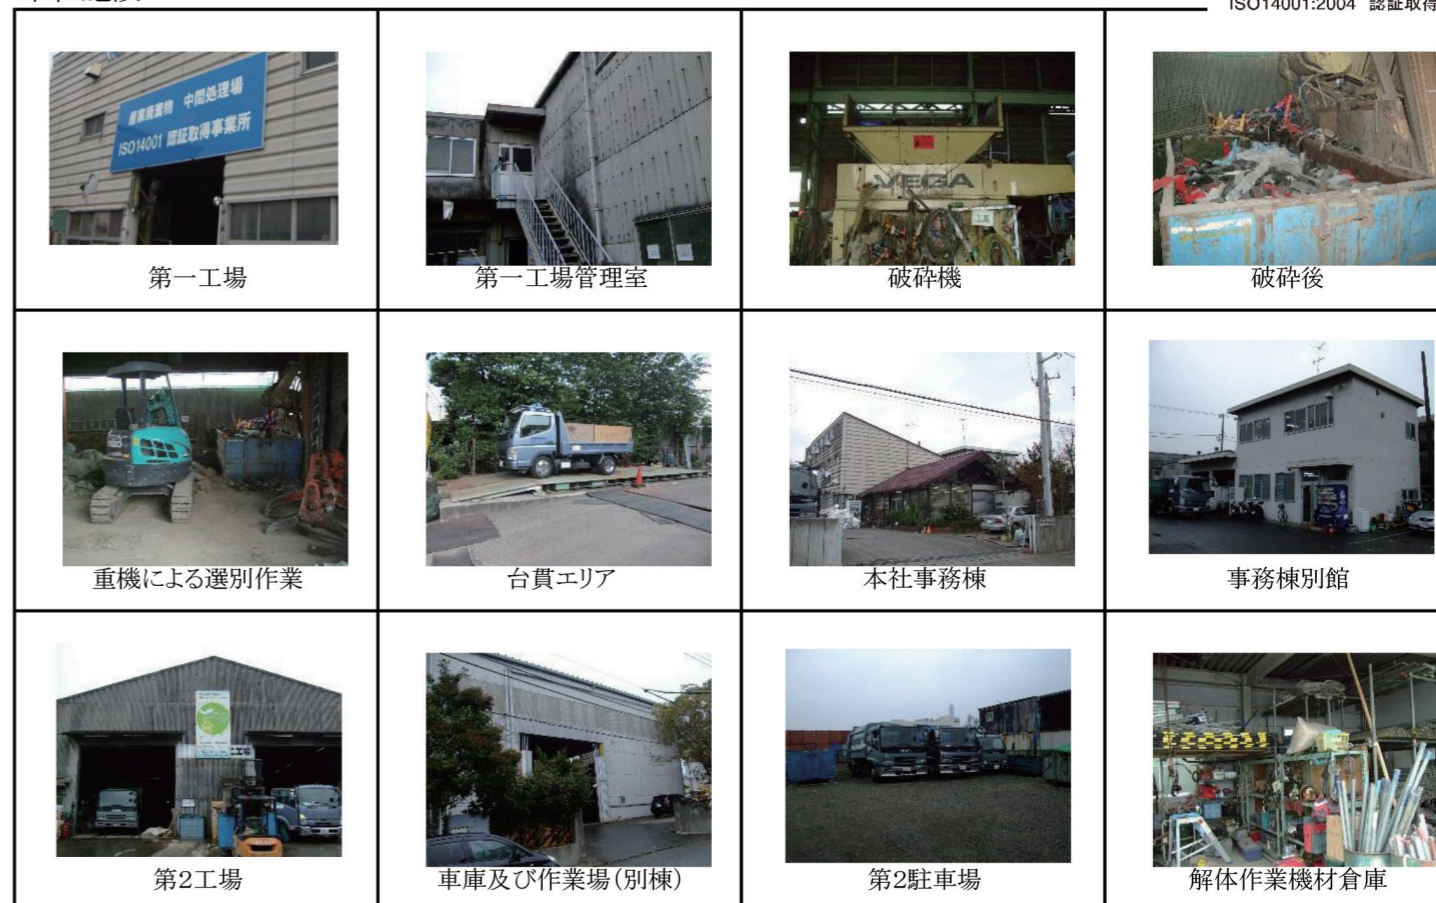 ISO14001:2004 認証取得
産業廃棄物 中間処理場
ISO14001 認証取得事業所
第一工場
第一工場管理室
VEGA
破砕機
破砕後
重機による選別作業
台貫エリア
本社事務棟
事務棟別館
工場
第2工場
車庫及び作業場(別棟)
第2駐車場
解体作業機材倉庫